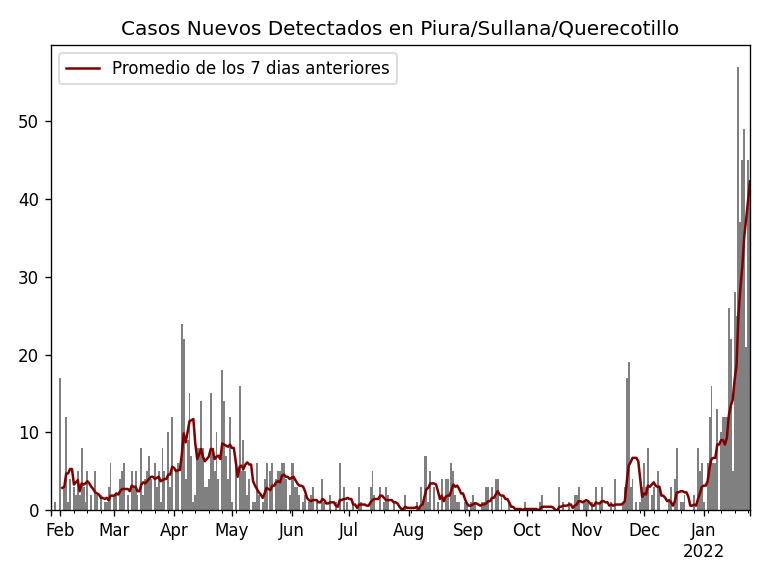 Casos Nuevos Detectados en Piura/Sullana/Querecotillo
Promedio de los 7 dias anteriores
50
40
30
20
10
0
Feb Mar Apr May Jun Jul Aug Sep Oct Nov Dec Jan
2022